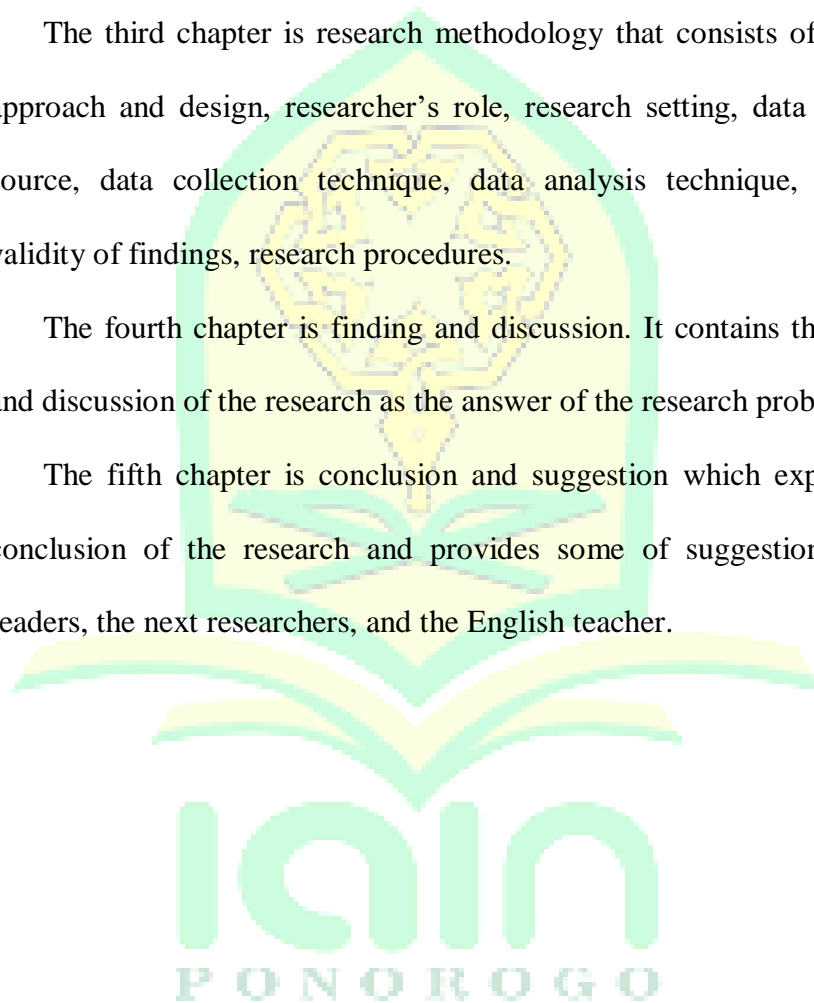 The third chapter is research methodology that consists of
approach and design, researcher’s role, research setting, data
source, data collection technique, data analysis technique,
validity of findings, research procedures.
The fourth chapter is finding and discussion. It contains th
and discussion of the research as the answer of the research prob
The fifth chapter is conclusion and suggestion which exp
conclusion of the research and provides some of suggestion
readers, the next researchers, and the English teacher.
iain
PONOROGO